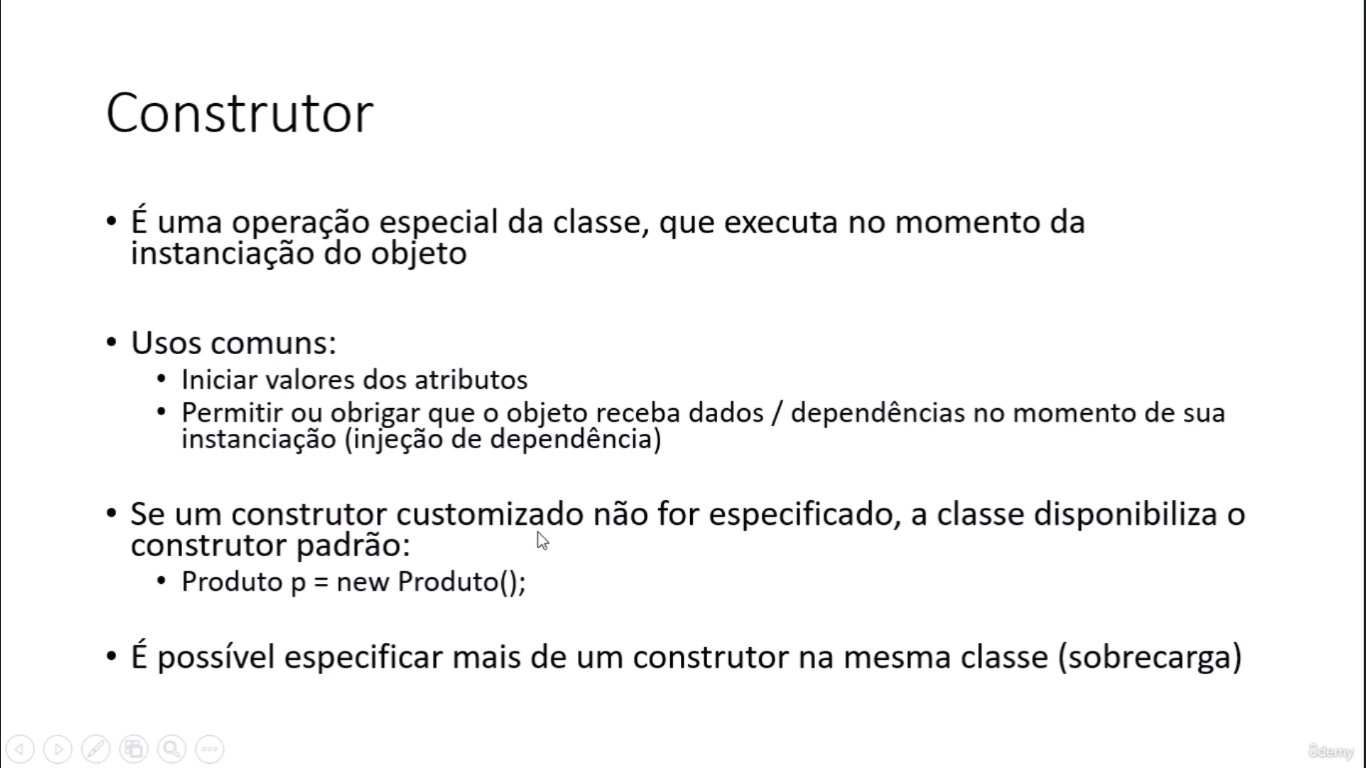 Construtor
• É uma operação especial da classe, que executa no momento da
instanciação do objeto
• Usos comuns:
• Iniciar valores dos atributos
• Permitir ou obrigar que o objeto receba dados / dependências no momento de sua
instanciação (injeção de dependência)
• Se um construtor customizado não for especificado, a classe disponibiliza o
construtor padrão:
• Produto p = new Produto();
• É possível especificar mais de um construtor na mesma classe (sobrecarga)
ûdemy